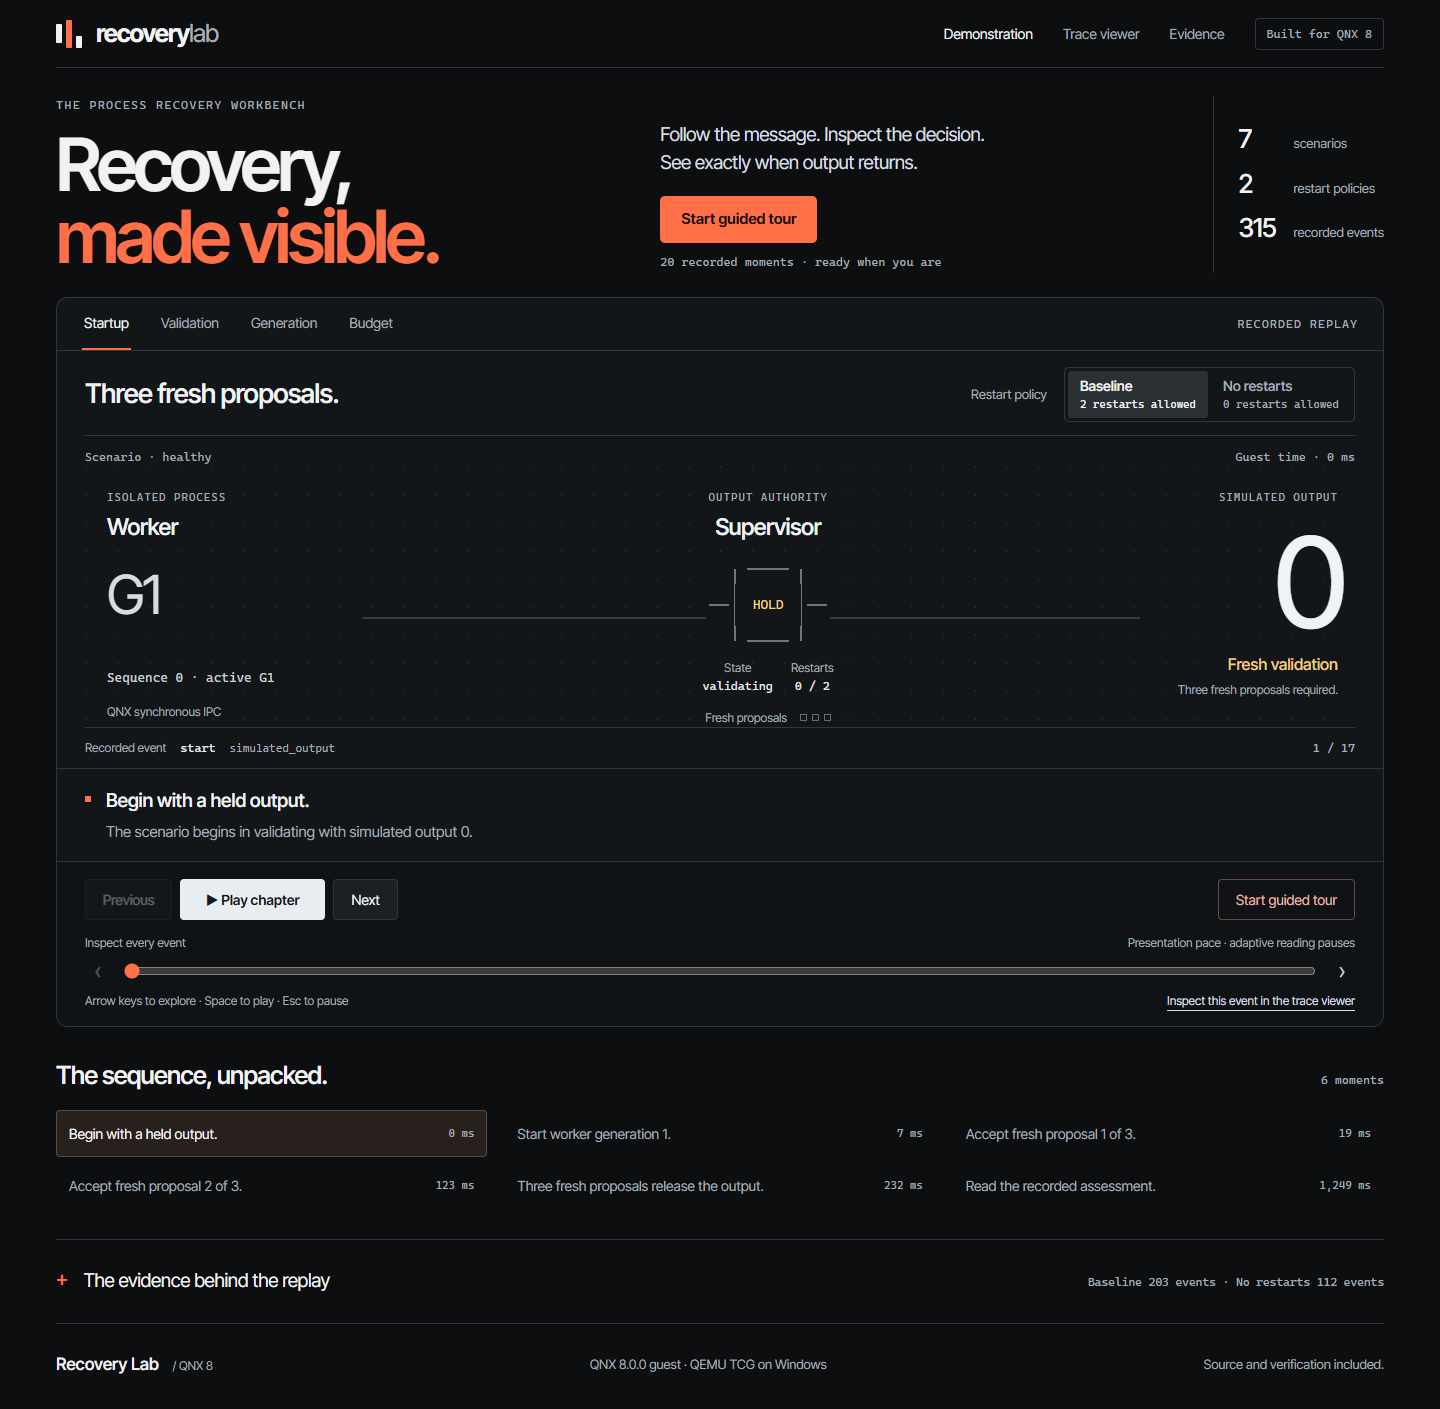 recoverylab
Demonstration
Trace viewer
Evidence
Built for QNX 8
THE PROCESS RECOVERY WORKBENCH
Recovery,
made visible.
Follow the message. Inspect the decision.
See exactly when output returns.
Start guided tour
20 recorded moments · ready when you are
7 scenarios
2 restart policies
315 recorded events
Startup
Validation
Generation
Budget
RECORDED REPLAY
Three fresh proposals.
Restart policy
Baseline
2 restarts allowed
No restarts
0 restarts allowed
Scenario · healthy
Guest time · 0 ms
ISOLATED PROCESS
Worker
G1
Sequence 0 · active G1
QNX synchronous IPC
OUTPUT AUTHORITY
Supervisor
HOLD
State
validating
Restarts
0 / 2
Fresh proposals
SIMULATED OUTPUT
0
Fresh validation
Three fresh proposals required.
Recorded event start simulated_output
1 / 17
Begin with a held output.
The scenario begins in validating with simulated output 0.
Previous
▶ Play chapter
Next
Start guided tour
Inspect every event
Presentation pace · adaptive reading pauses
Arrow keys to explore · Space to play · Esc to pause
Inspect this event in the trace viewer
The sequence, unpacked.
6 moments
Begin with a held output. 0 ms
Start worker generation 1. 7 ms
Accept fresh proposal 1 of 3. 19 ms
Accept fresh proposal 2 of 3. 123 ms
Three fresh proposals release the output. 232 ms
Read the recorded assessment. 1,249 ms
+ The evidence behind the replay
Baseline 203 events · No restarts 112 events
Recovery Lab / QNX 8
QNX 8.0.0 guest · QEMU TCG on Windows
Source and verification included.